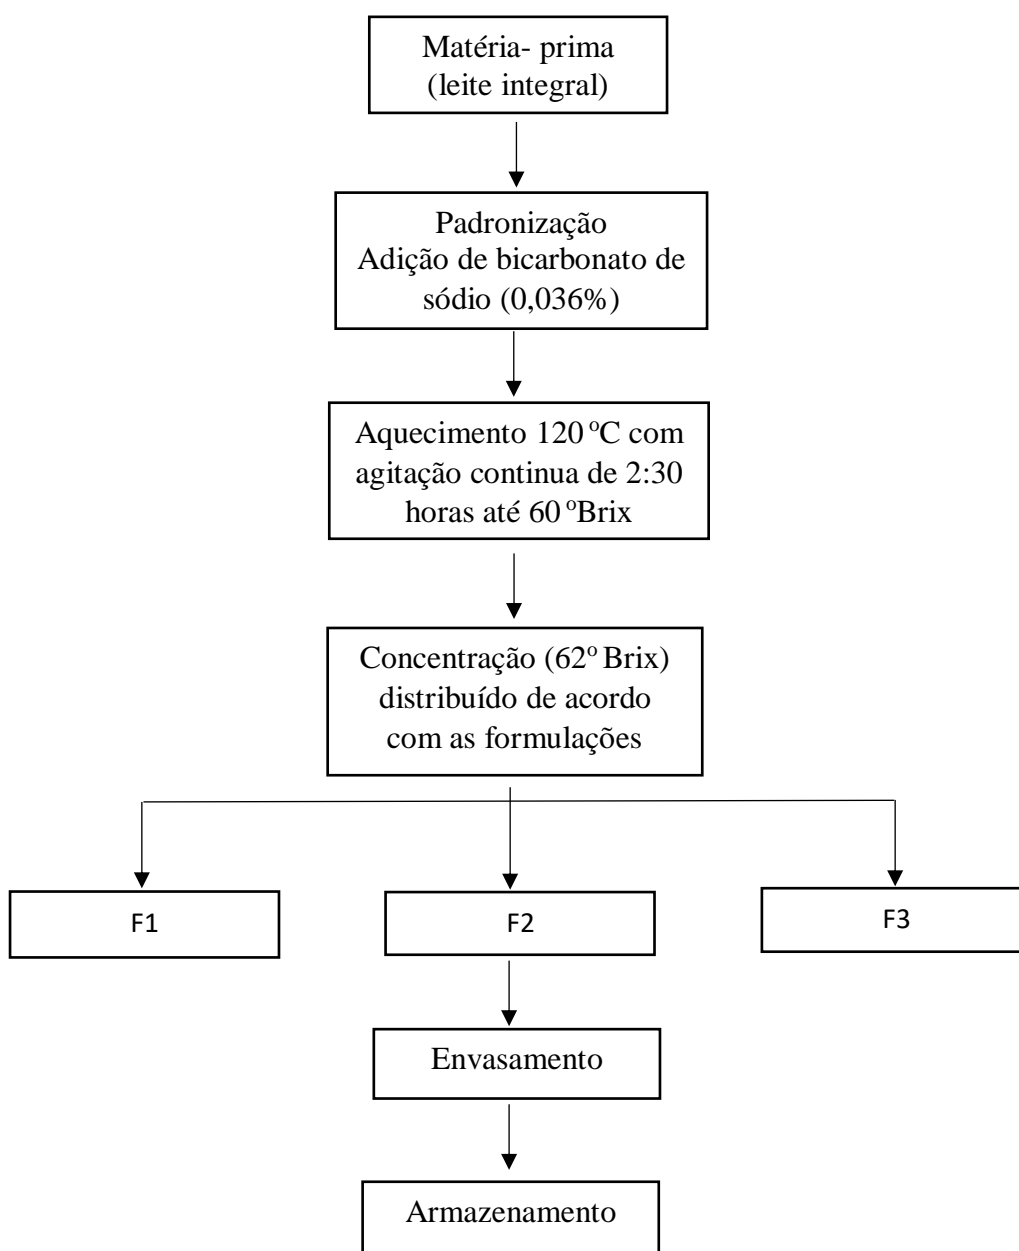 Matéria- prima
(leite integral)
Padronização
Adição de bicarbonato de
sódio (0,036%)
Aquecimento 120 ºC com
agitação continua de 2:30
horas até 60 ºBrix
Concentração (62º Brix)
distribuído de acordo
com as formulações
F1
F2
F3
Envasamento
Armazenamento